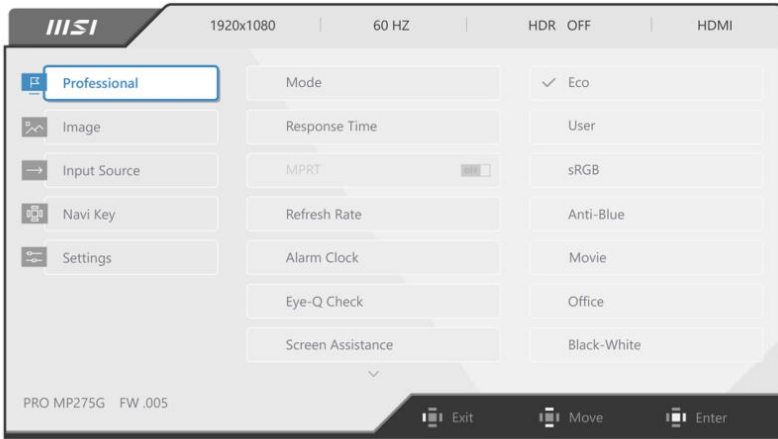 msi 1920x1080 60 HZ HDR OFF HDMI
Professional
Image
Input Source
Navi Key
Settings
Mode
Response Time
MPRT OFF
Refresh Rate
Alarm Clock
Eye-Q Check
Screen Assistance
Eco
User
sRGB
Anti-Blue
Movie
Office
Black-White
PRO MP275G FW .005
Exit Move Enter